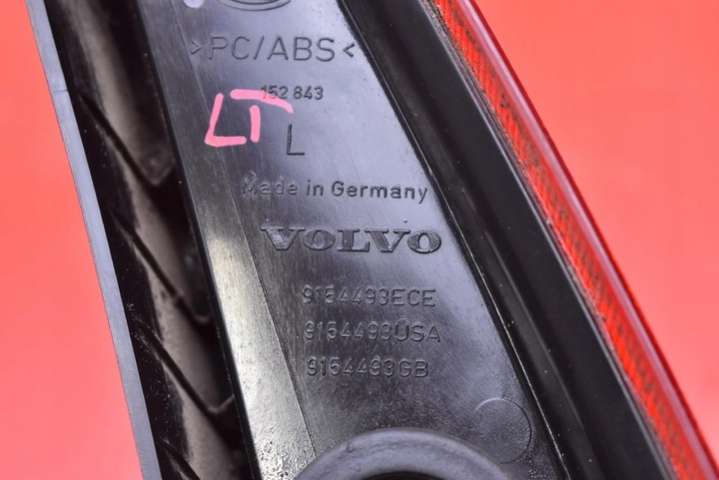 >PC/ABS<
152 843
LT
L
Made in Germany
VOLVO
9154493ECE
9154493USA
9154493GB